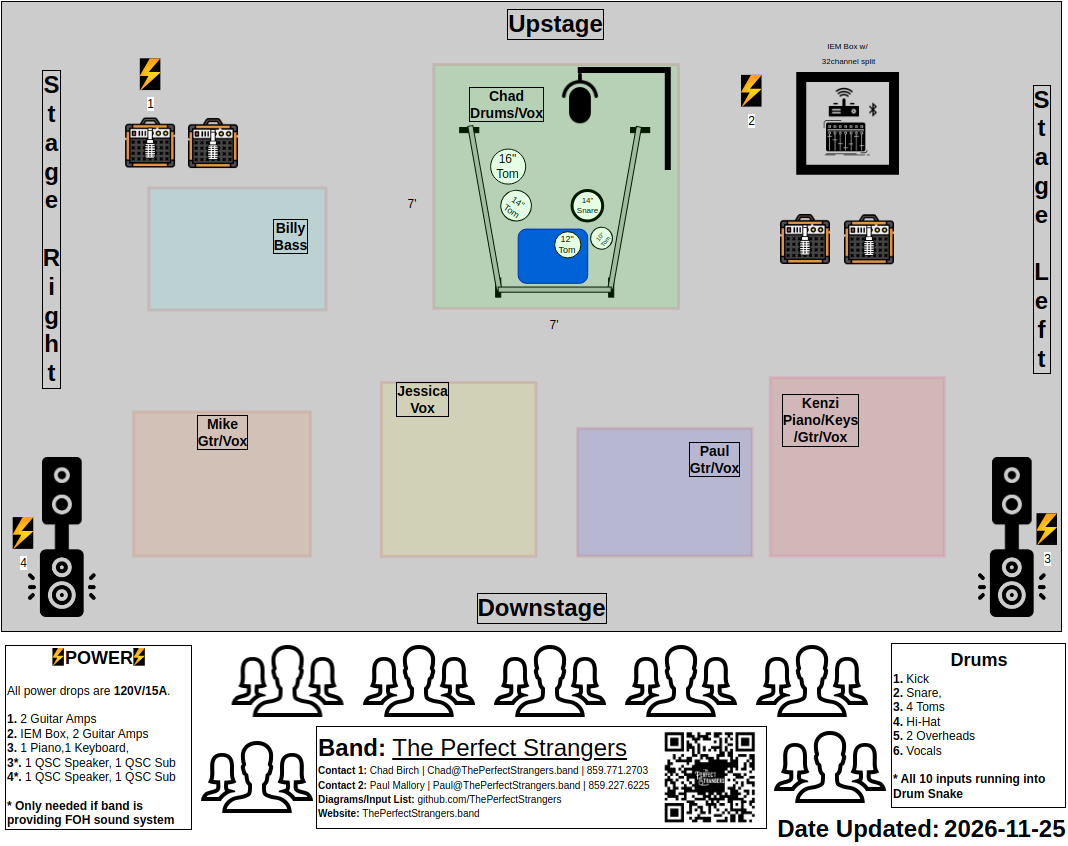 Upstage
IEM Box w/
32channel split
Stage Right
Stage Left
1
2
Chad
Drums/Vox
16"
Tom
14"
Tom
14"
Snare
12"
Tom
10"
Tom
7'
7'
Billy
Bass
Mike
Gtr/Vox
Jessica
Vox
Paul
Gtr/Vox
Kenzi
Piano/Keys
/Gtr/Vox
4
3
Downstage
POWER
All power drops are 120V/15A.
1. 2 Guitar Amps
2. IEM Box, 2 Guitar Amps
3. 1 Piano,1 Keyboard,
3*. 1 QSC Speaker, 1 QSC Sub
4*. 1 QSC Speaker, 1 QSC Sub
* Only needed if band is
providing FOH sound system
Band: The Perfect Strangers
Contact 1: Chad Birch | Chad@ThePerfectStrangers.band | 859.771.2703
Contact 2: Paul Mallory | Paul@ThePerfectStrangers.band | 859.227.6225
Diagrams/Input List: github.com/ThePerfectStrangers
Website: ThePerfectStrangers.band
Drums
1. Kick
2. Snare,
3. 4 Toms
4. Hi-Hat
5. 2 Overheads
6. Vocals
* All 10 inputs running into
Drum Snake
Date Updated: 2026-11-25